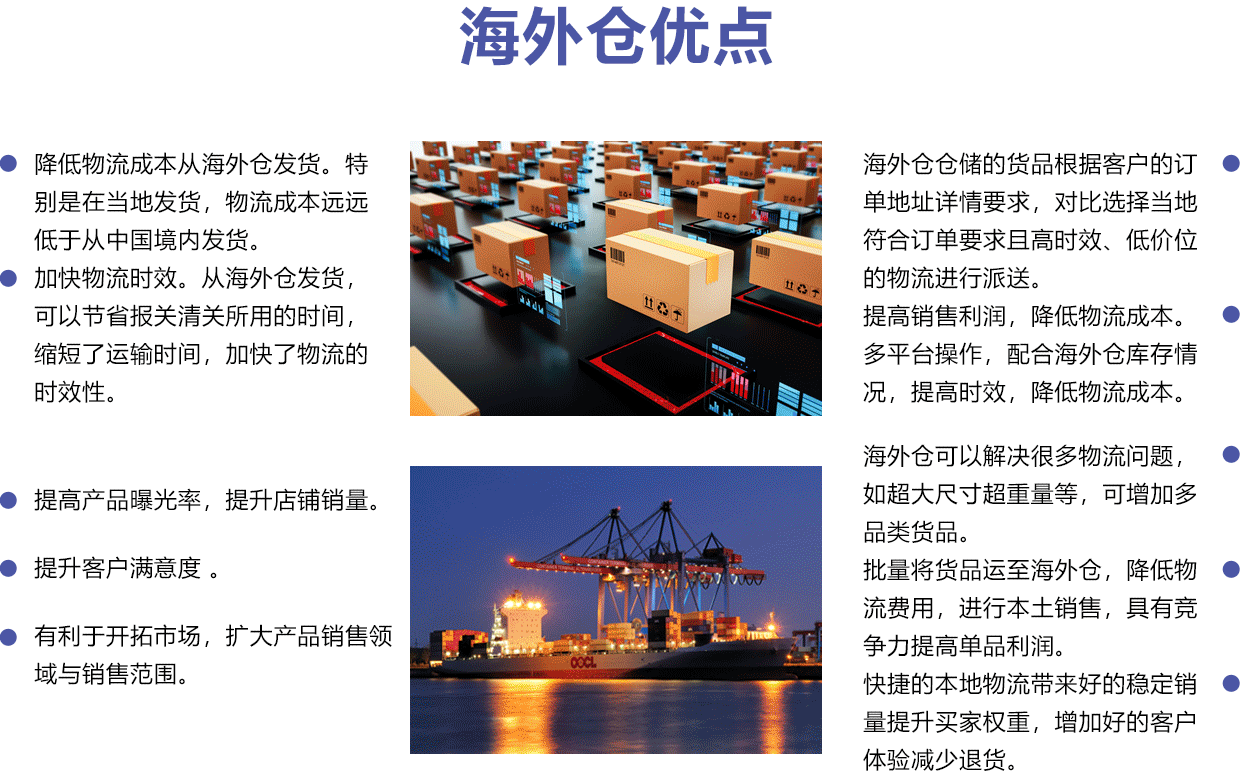 海外仓优点
降低物流成本从海外仓发货。特
别是在当地发货，物流成本远远
低于从中国境内发货。
加快物流时效。从海外仓发货，
可以节省报关清关所用的时间，
缩短了运输时间，加快了物流的
时效性。
提高产品曝光率，提升店铺销量。
提升客户满意度 。
有利于开拓市场，扩大产品销售领
域与销售范围。
OOCL
海外仓仓储的货品根据客户的订
单地址详情要求，对比选择当地
符合订单要求且高时效、低价位
的物流进行派送。
提高销售利润，降低物流成本。
多平台操作，配合海外仓库存情
况，提高时效，降低物流成本。
海外仓可以解决很多物流问题，
如超大尺寸超重量等，可增加多
品类货品。
批量将货品运至海外仓，降低物
流费用，进行本土销售，具有竞
争力提高单品利润。
快捷的本地物流带来好的稳定销
量提升买家权重，增加好的客户
体验减少退货。